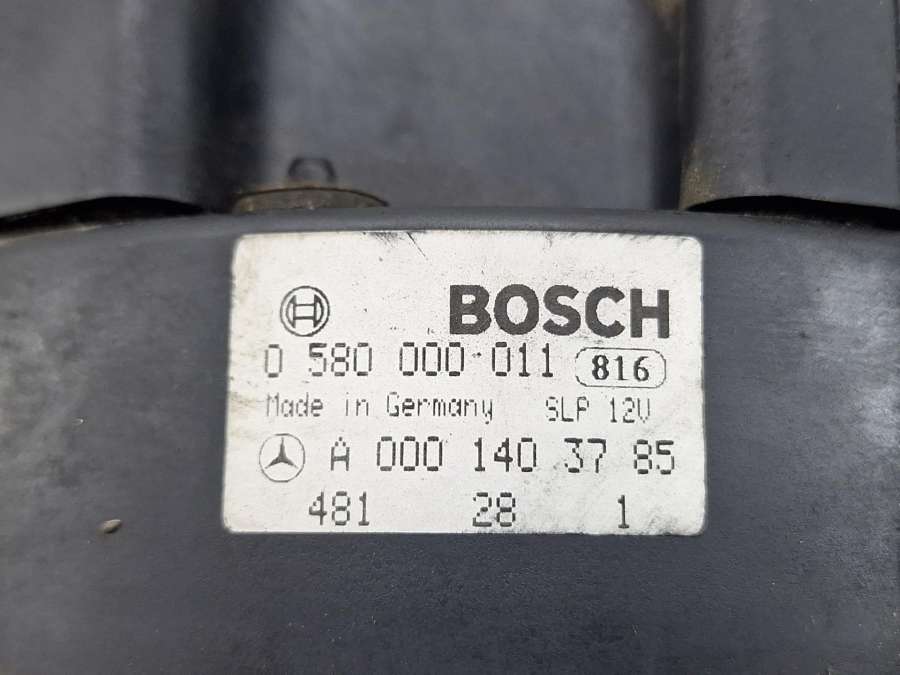 BOSCH
0 580 000 011 816
Made in Germany SLP 12V
A 000 140 37 85
481 28 1